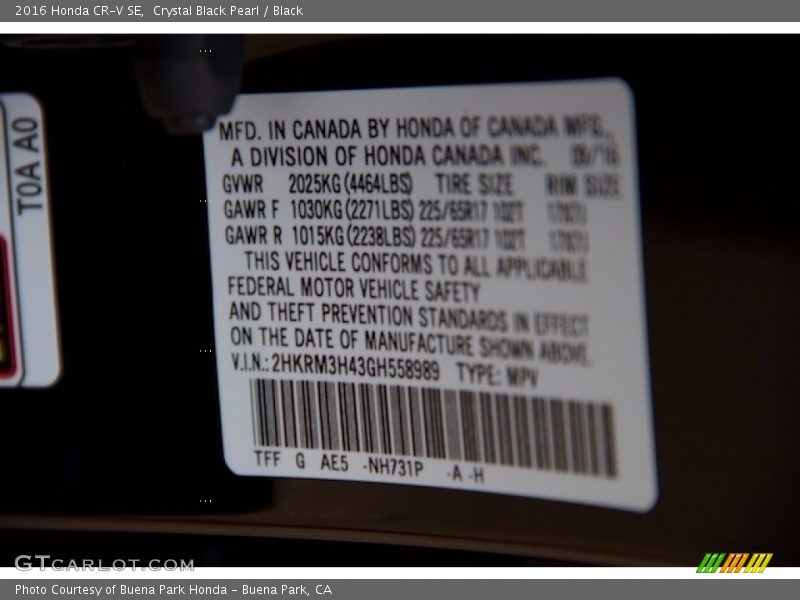 2016 Honda CR-V SE, Crystal Black Pearl / Black
T0A A0
MFD. IN CANADA BY HONDA OF CANADA MFG.,
A DIVISION OF HONDA CANADA INC. 09/16
GVWR 2025KG (4464LBS) TIRE SIZE RIM SIZE
GAWR F 1030KG (2271LBS) 225/65R17 102T 17X7J
GAWR R 1015KG (2238LBS) 225/65R17 102T 17X7J
THIS VEHICLE CONFORMS TO ALL APPLICABLE
FEDERAL MOTOR VEHICLE SAFETY
AND THEFT PREVENTION STANDARDS IN EFFECT
ON THE DATE OF MANUFACTURE SHOWN ABOVE.
V.I.N.: 2HKRM3H43GH558989 TYPE: MPV
TFF G AE5 -NH731P -A -H
GTCARLOT.COM
Photo Courtesy of Buena Park Honda - Buena Park, CA